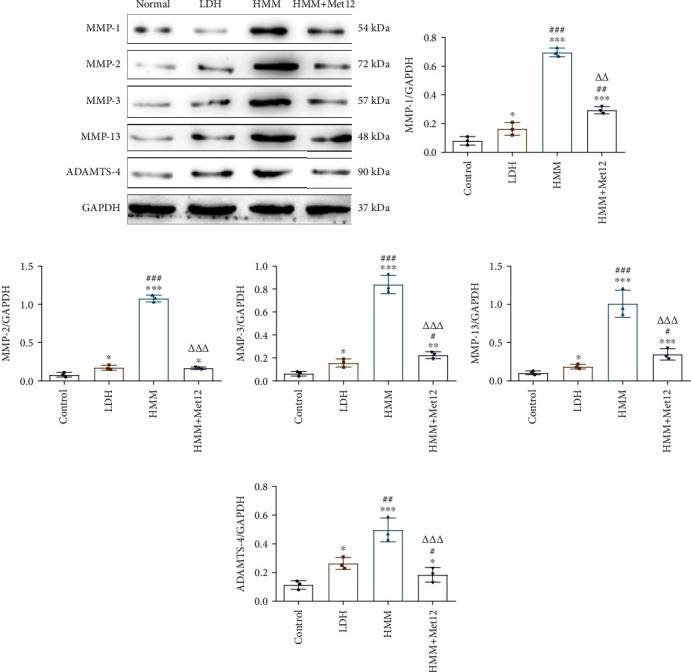 Normal LDH HMM HMM+Met12
MMP-1 54 kDa
MMP-2 72 kDa
MMP-3 57 kDa
MMP-13 48 kDa
ADAMTS-4 90 kDa
GAPDH 37 kDa
MMP-1/GAPDH
0.8
0.6
0.4
0.2
0.0
*
###
***
ΔΔ
##
***
Control
LDH
HMM
HMM+Met12
MMP-2/GAPDH
1.5
1.0
0.5
0.0
*
###
***
ΔΔΔ
*
Control
LDH
HMM
HMM+Met12
MMP-3/GAPDH
1.0
0.8
0.6
0.4
0.2
0.0
*
###
***
ΔΔΔ
#
**
Control
LDH
HMM
HMM+Met12
MMP-13/GAPDH
1.5
1.0
0.5
0.0
*
###
***
ΔΔΔ
#
***
Control
LDH
HMM
HMM+Met12
ADAMTS-4/GAPDH
0.8
0.6
0.4
0.2
0.0
*
##
***
ΔΔΔ
#
*
Control
LDH
HMM
HMM+Met12